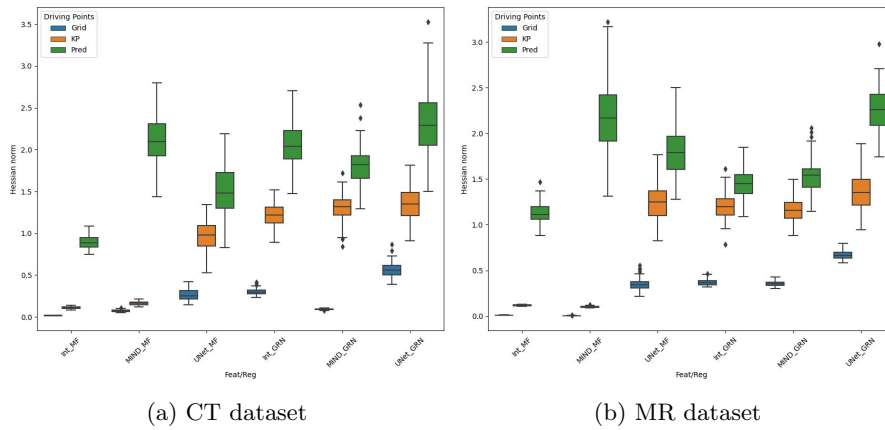 Driving Points
Grid
KP
Pred
Hessian norm
3.5
3.0
2.5
2.0
1.5
1.0
0.5
0.0
Int_MF
MIND_MF
UNet_MF
Int_GRN
MIND_GRN
UNet_GRN
Feat/Reg
(a) CT dataset
Driving Points
Grid
KP
Pred
Hessian norm
3.0
2.5
2.0
1.5
1.0
0.5
0.0
Int_MF
MIND_MF
UNet_MF
Int_GRN
MIND_GRN
UNet_GRN
Feat/Reg
(b) MR dataset